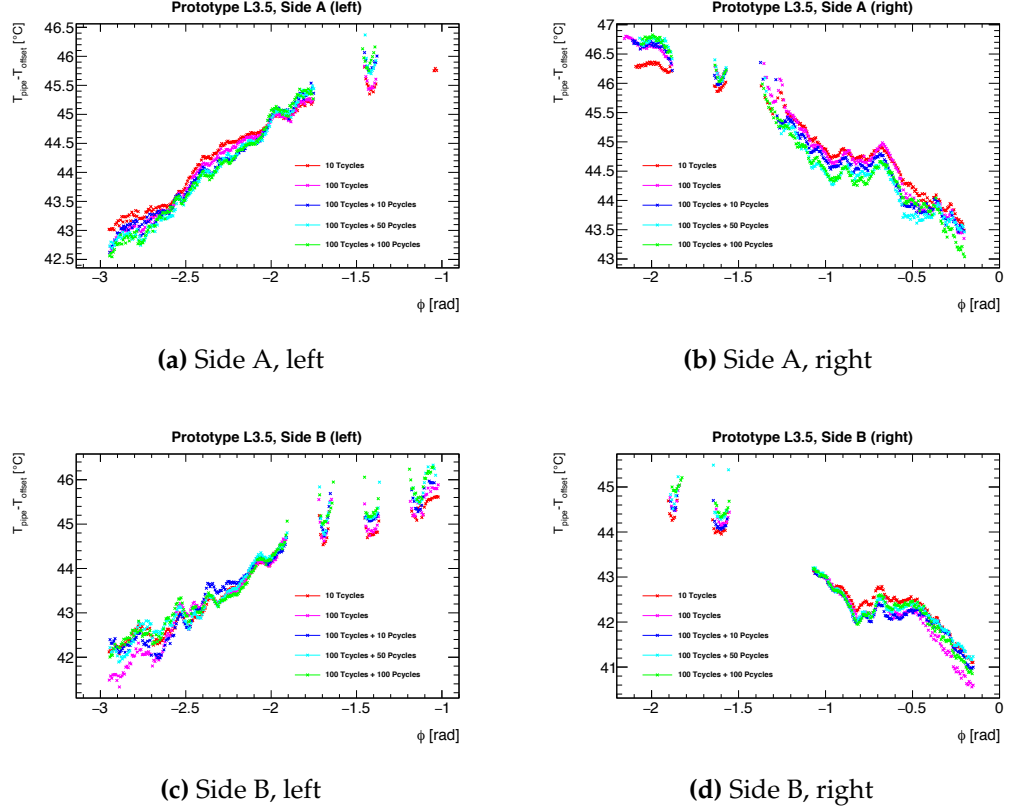 Prototype L3.5, Side A (left)
T_pipe-T_offset [°C]
46.5
46
45.5
45
44.5
44
43.5
43
42.5
10 Tcycles
100 Tcycles
100 Tcycles + 10 Pcycles
100 Tcycles + 50 Pcycles
100 Tcycles + 100 Pcycles
−3 −2.5 −2 −1.5 −1
ϕ [rad]
(a) Side A, left
Prototype L3.5, Side A (right)
T_pipe-T_offset [°C]
47
46.5
46
45.5
45
44.5
44
43.5
43
10 Tcycles
100 Tcycles
100 Tcycles + 10 Pcycles
100 Tcycles + 50 Pcycles
100 Tcycles + 100 Pcycles
−2 −1.5 −1 −0.5 0
ϕ [rad]
(b) Side A, right
Prototype L3.5, Side B (left)
T_pipe-T_offset [°C]
46
45
44
43
42
10 Tcycles
100 Tcycles
100 Tcycles + 10 Pcycles
100 Tcycles + 50 Pcycles
100 Tcycles + 100 Pcycles
−3 −2.5 −2 −1.5 −1
ϕ [rad]
(c) Side B, left
Prototype L3.5, Side B (right)
T_pipe-T_offset [°C]
45
44
43
42
41
10 Tcycles
100 Tcycles
100 Tcycles + 10 Pcycles
100 Tcycles + 50 Pcycles
100 Tcycles + 100 Pcycles
−2 −1.5 −1 −0.5 0
ϕ [rad]
(d) Side B, right